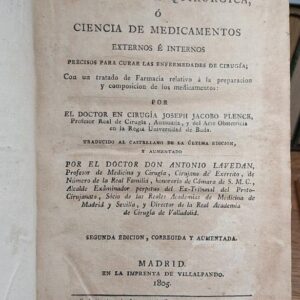 QUIRÚRGICA,
Ó
CIENCIA DE MEDICAMENTOS
EXTERNOS É INTERNOS
PRECISOS PARA CURAR LAS ENFERMEDADES DE CIRUGÍA;
Con un tratado de Farmacia relativo á la preparacion
y composicion de los medicamentos:
POR
EL DOCTOR EN CIRUGÍA JOSEPH JACOBO PLENCK,
Profesor Real de Cirugía, Anatomía, y del Arte Obstetricia
en la Regia Universidad de Buda.
TRADUCIDO AL CASTELLANO DE LA ÚLTIMA EDICION,
Y AUMENTADO
POR EL DOCTOR DON ANTONIO LAVEDAN,
Profesor de Medicina y Cirugía, Cirujano de Exército, de
Número de la Real Familia, honorario de Cámara de S. M. C.,
Alcalde Exâminador perpetuo del Ex-Tribunal del Proto-
Cirujanato, Sócio de las Reales Academias de Medicina de
Madrid y Sevilla, y Director de la Real Academia
de Cirugía de Valladolid.
SEGUNDA EDICION, CORREGIDA Y AUMENTADA.
MADRID.
EN LA IMPRENTA DE VILLALPANDO.
1805.